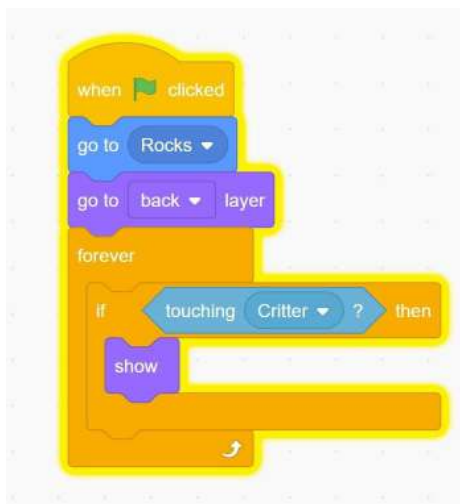 when clicked
go to Rocks
go to back layer
forever
if touching Critter ? then
show